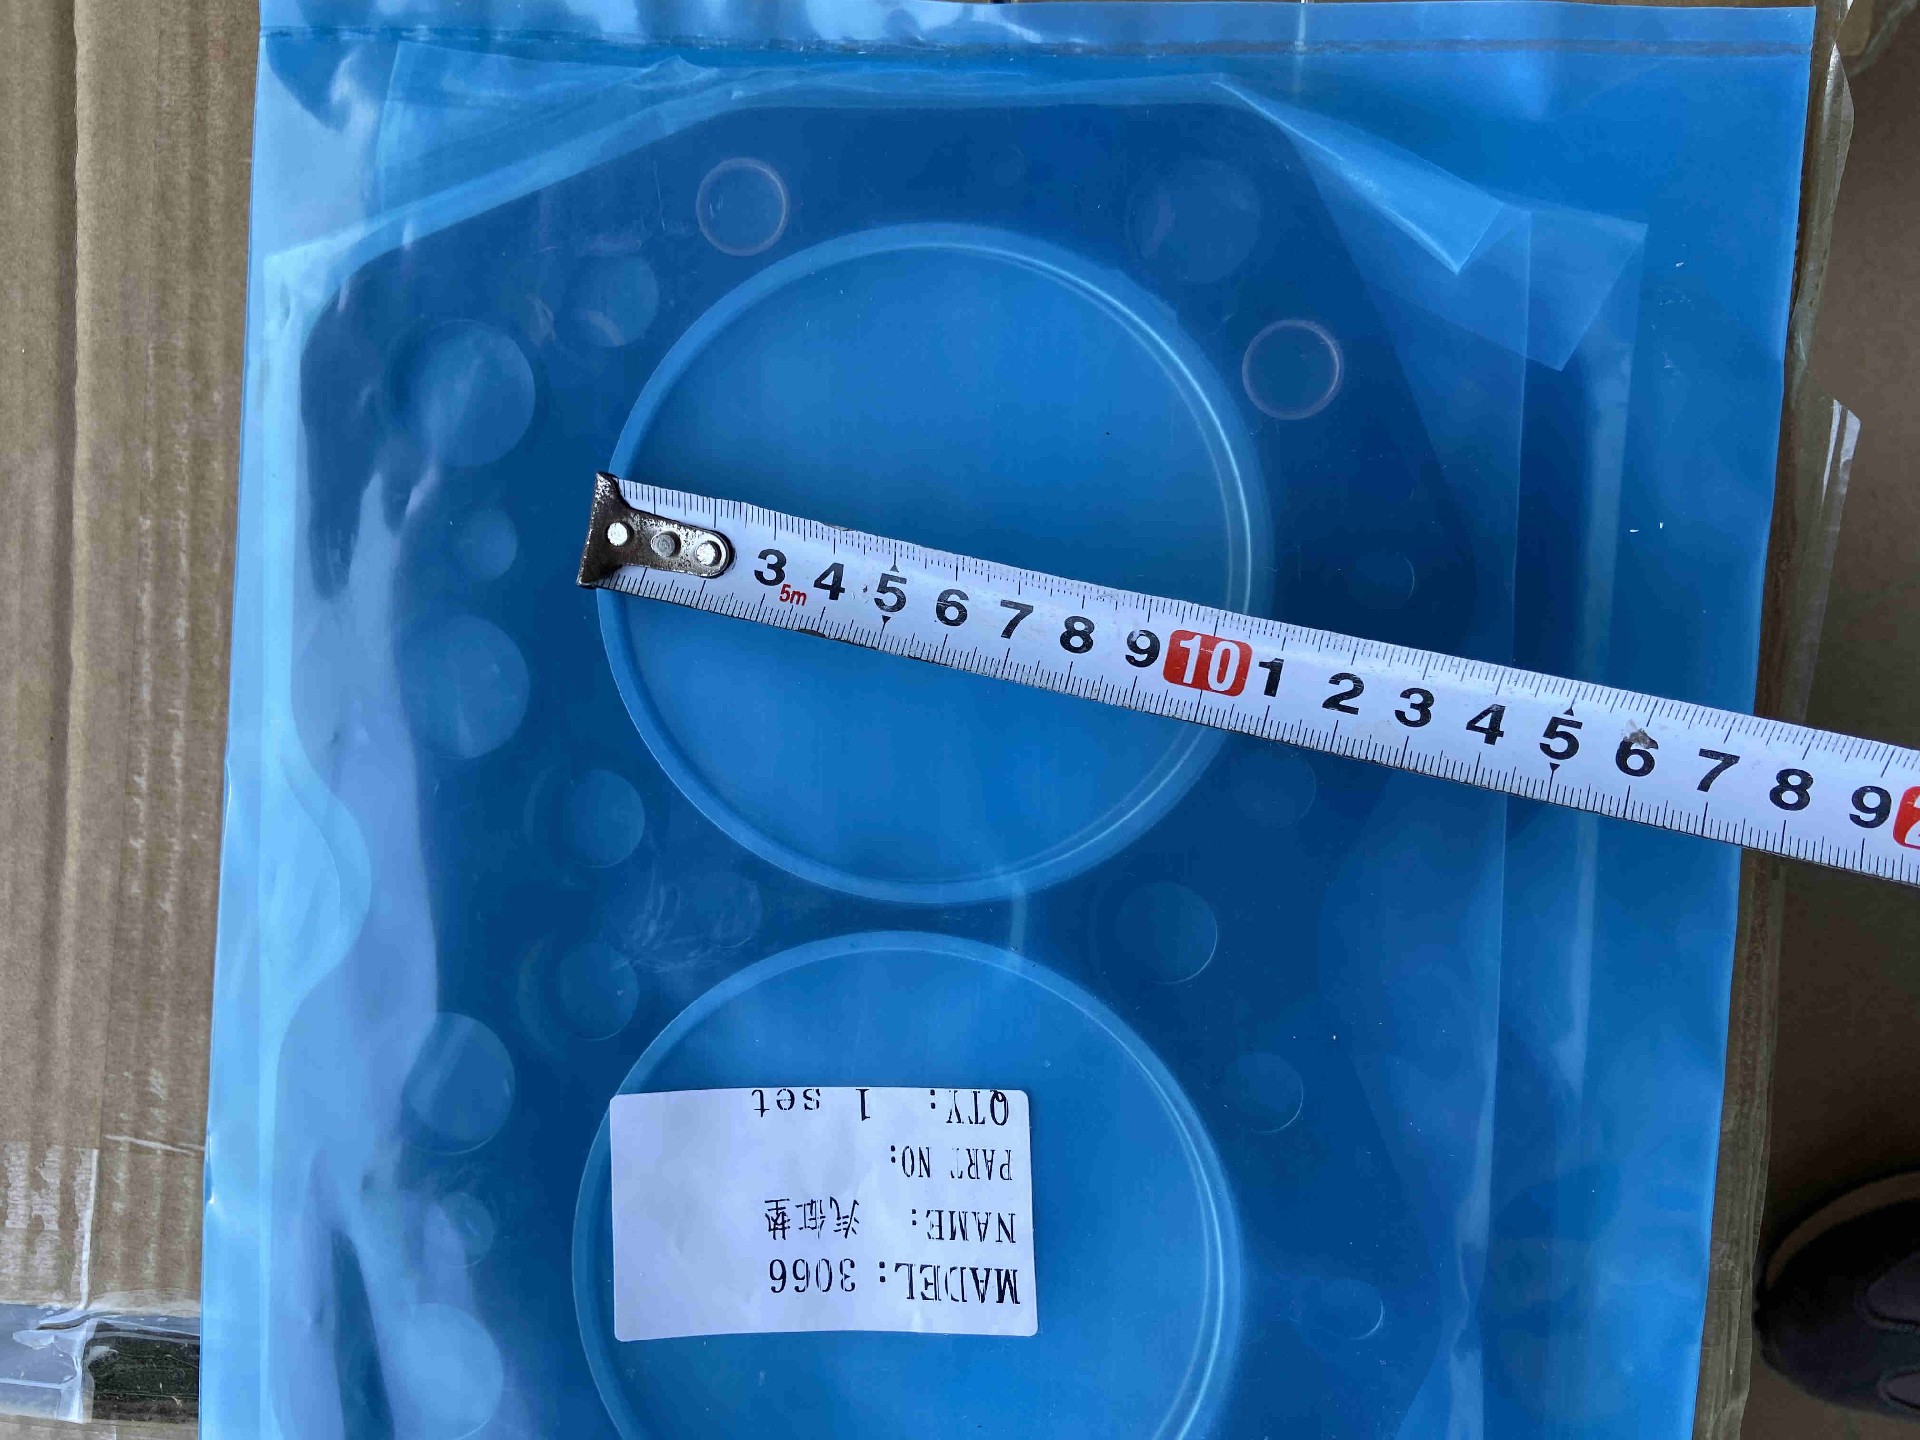 3 4 5 6 7 8 9 10 1 2 3 4 5 6 7 8 9
5m
MADEL: 3066
NAME: 汽缸垫
PART NO:
QTY: 1 set